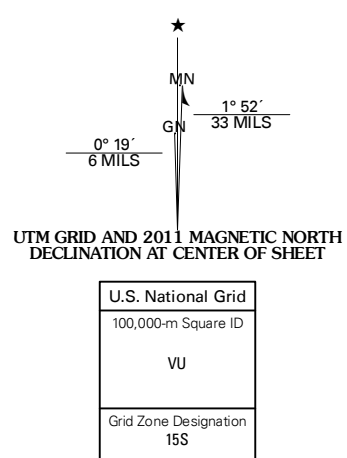 ★
MN
1° 52´
33 MILS
GN
0° 19´
6 MILS
UTM GRID AND 2011 MAGNETIC NORTH
DECLINATION AT CENTER OF SHEET
U.S. National Grid
100,000-m Square ID
VU
Grid Zone Designation
15S